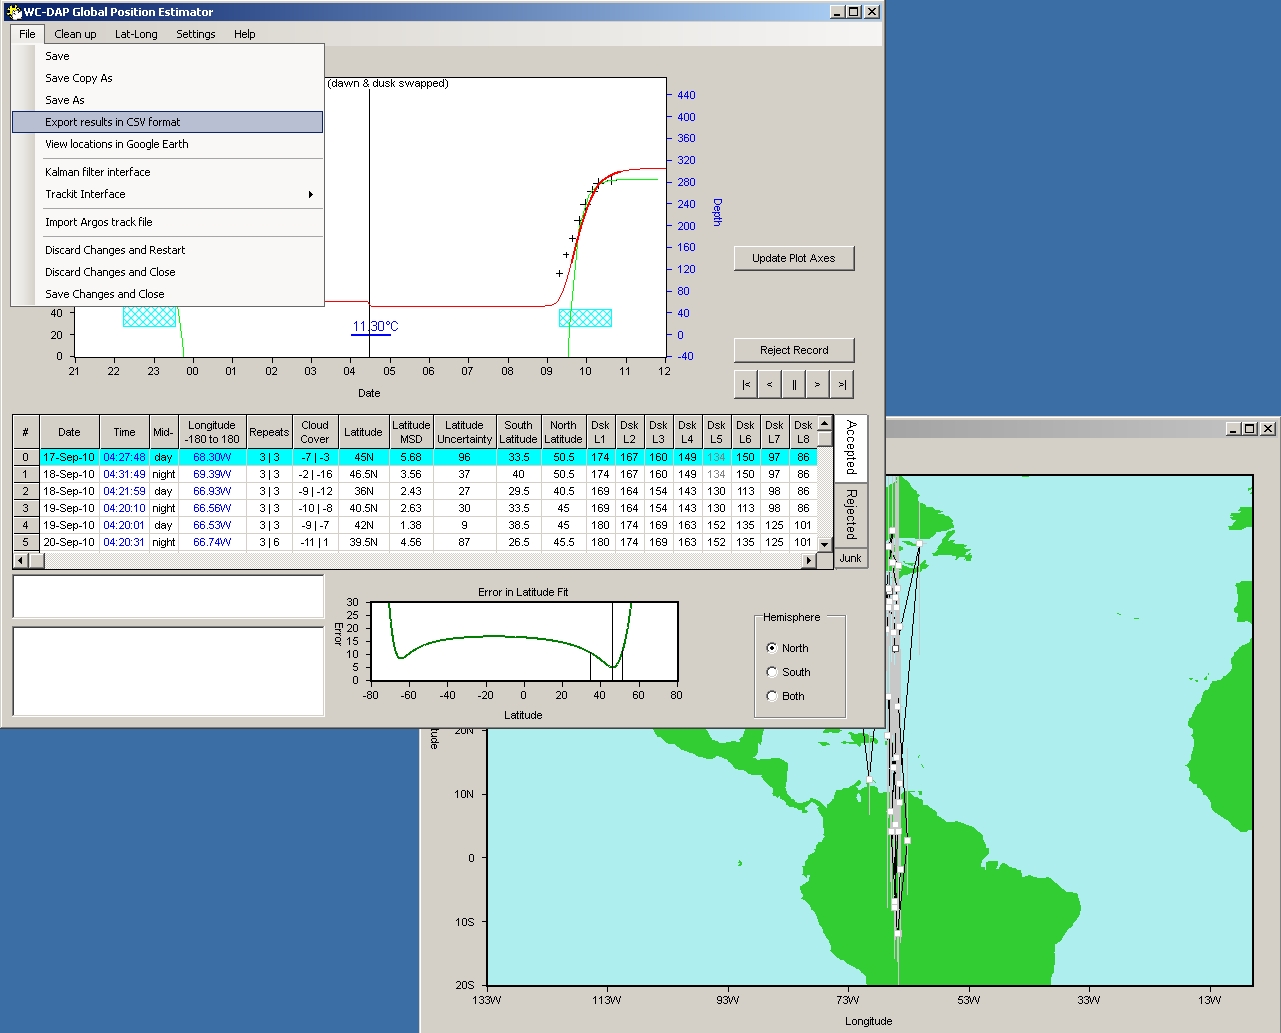 WC-DAP Global Position Estimator
File Clean up Lat-Long Settings Help
Save
Save Copy As
Save As
Export results in CSV format
View locations in Google Earth
Kalman filter interface
Trackit Interface
Import Argos track file
Discard Changes and Restart
Discard Changes and Close
Save Changes and Close
(dawn & dusk swapped)
440
400
360
320
280
240
200
160
120
80
40
0
-40
Depth
40
20
0
11.30°C
21 22 23 00 01 02 03 04 05 06 07 08 09 10 11 12
Date
Update Plot Axes
Reject Record
|< < || > >|
# Date Time Mid- Longitude -180 to 180 Repeats Cloud Cover Latitude Latitude MSD Latitude Uncertainty South Latitude North Latitude Dsk L1 Dsk L2 Dsk L3 Dsk L4 Dsk L5 Dsk L6 Dsk L7 Dsk L8
0 17-Sep-10 04:27:48 day 68.30W 3 | 3 -7 | -3 45N 5.68 96 33.5 50.5 174 167 160 149 134 150 97 86
1 18-Sep-10 04:31:49 night 69.39W 3 | 3 -2 | -16 46.5N 3.56 37 40 50.5 174 167 160 149 134 150 97 86
2 18-Sep-10 04:21:59 day 66.93W 3 | 3 -9 | -12 36N 2.43 27 29.5 40.5 169 164 154 143 130 113 98 86
3 19-Sep-10 04:20:10 night 66.56W 3 | 3 -10 | -8 40.5N 2.63 30 33.5 45 169 164 154 143 130 113 98 86
4 19-Sep-10 04:20:01 day 66.53W 3 | 3 -9 | -7 42N 1.38 9 38.5 45 180 174 169 163 152 135 125 101
5 20-Sep-10 04:20:31 night 66.74W 3 | 6 -11 | 1 39.5N 4.56 87 26.5 45.5 180 174 169 163 152 135 125 101
Accepted
Rejected
Junk
Error in Latitude Fit
30
25
20
15
10
5
0
Error
-80 -60 -40 -20 0 20 40 60 80
Latitude
Hemisphere
North
South
Both
20N
10N
0
10S
20S
133W 113W 93W 73W 53W 33W 13W
Longitude